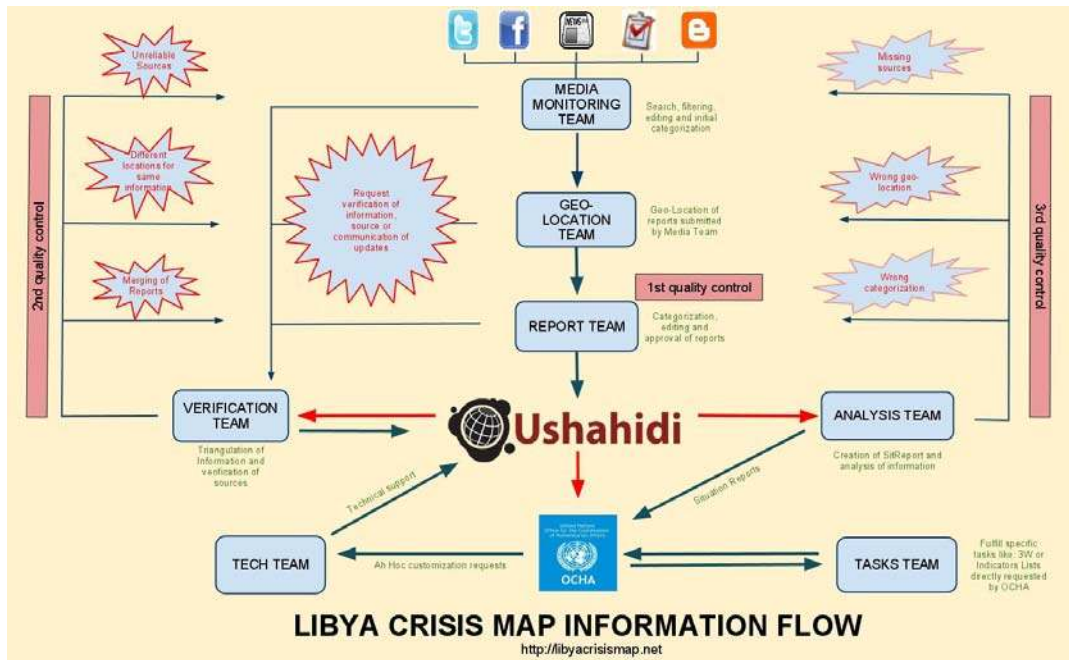 NEWS
Unreliable
Sources
Missing
sources
MEDIA
MONITORING
TEAM
Search, filtering,
editing and initial
categorization
2nd quality control
Different
locations for
same
information
Request
verification of
information,
source or
communication of
updates
GEO-
LOCATION
TEAM
Geo-Location of
reports submitted
by Media Team
Wrong geo-
location
3rd quality control
Merging of
Reports
1st quality control
Wrong
categorization
REPORT TEAM
Categorization,
editing and
approval of reports
VERIFICATION
TEAM
Ushahidi
ANALYSIS TEAM
Triangulation of
Information and
verification of
sources
Creation of SitReport and
analysis of information
Technical support
Situation Reports
United Nations
OCHA
TECH TEAM
Ah Hoc customization requests
TASKS TEAM
Fulfill specific
tasks like: 3W or
Indicators Lists
directly requested
by OCHA
LIBYA CRISIS MAP INFORMATION FLOW
http://libyacrisismap.net